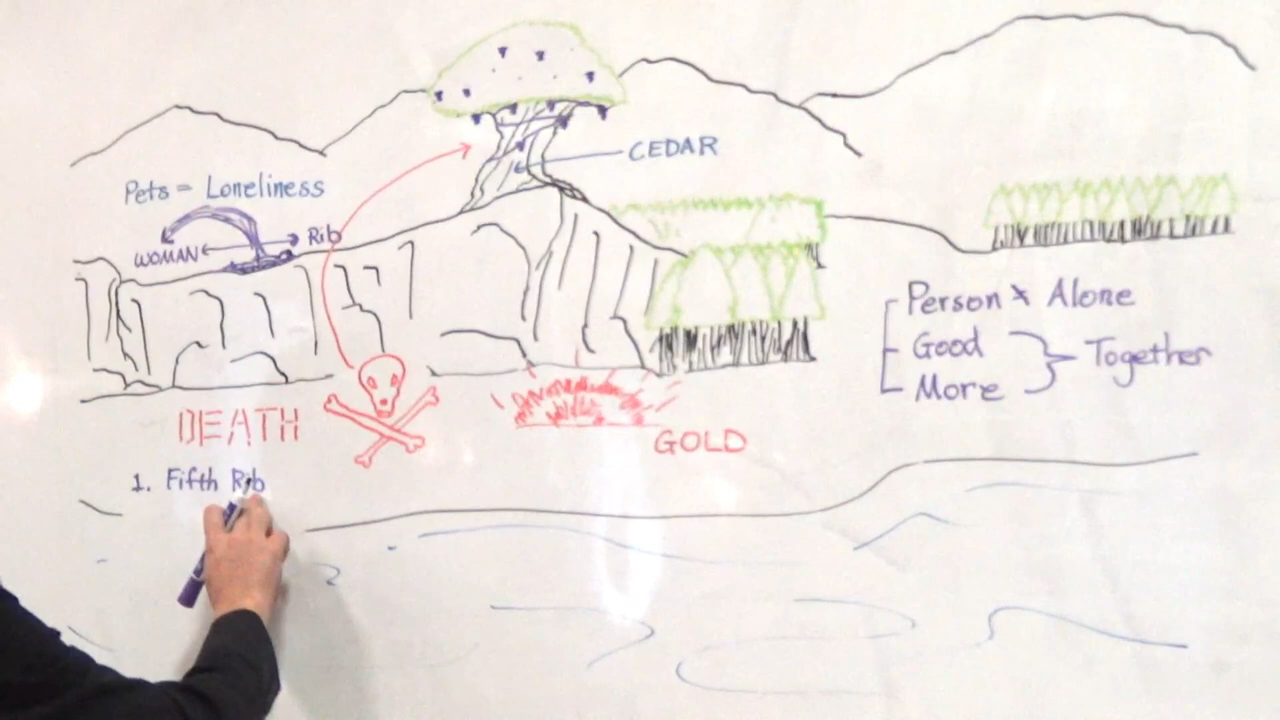 CEDAR
Pets = Loneliness
WOMAN
Rib
Person x Alone
Good
More
Together
DEATH
GOLD
1. Fifth Rib